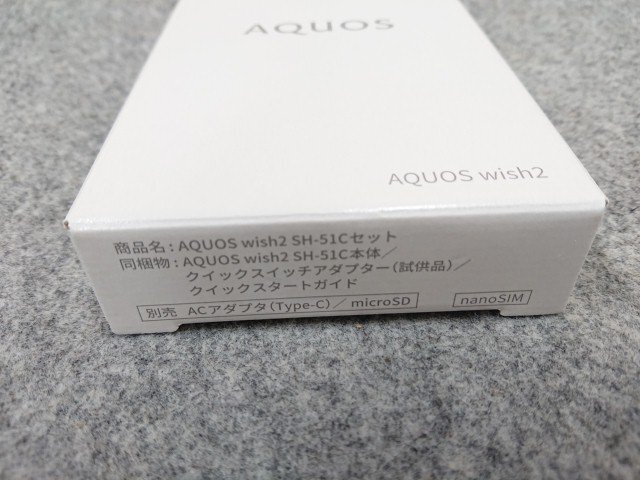 AQUOS
AQUOS wish2
商品名：AQUOS wish2 SH-51Cセット
同梱物：AQUOS wish2 SH-51C本体／
クイックスイッチアダプター（試供品）／
クイックスタートガイド
別売 ACアダプタ（Type-C）／microSD nanoSIM